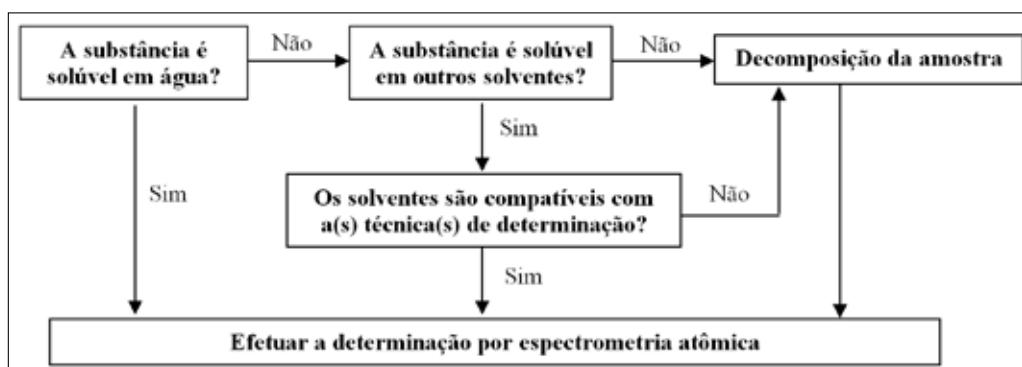 A substância é
solúvel em água?
Não
A substância é solúvel
em outros solventes?
Não
Decomposição da amostra
Sim
Sim
Os solventes são compatíveis com
a(s) técnica(s) de determinação?
Não
Sim
Efetuar a determinação por espectrometria atômica